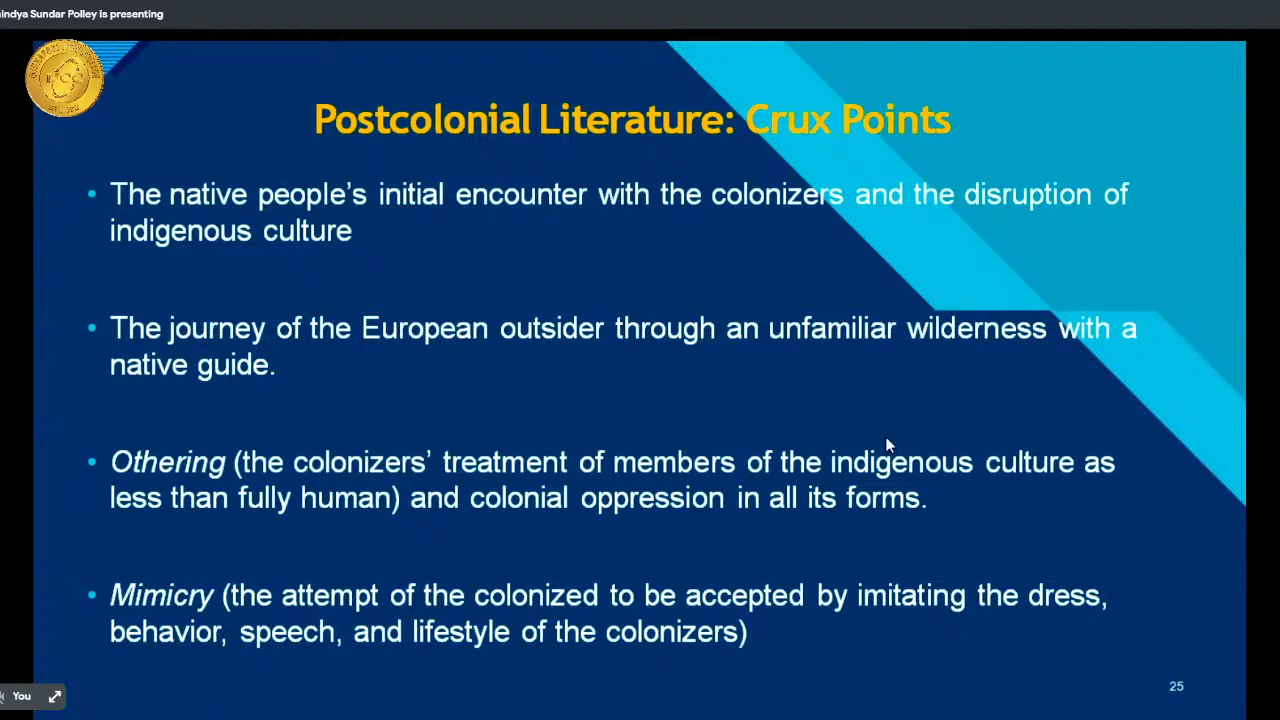 indya Sundar Polley is presenting
Postcolonial Literature: Crux Points
• The native people's initial encounter with the colonizers and the disruption of
indigenous culture
• The journey of the European outsider through an unfamiliar wilderness with a
native guide.
• Othering (the colonizers' treatment of members of the indigenous culture as
less than fully human) and colonial oppression in all its forms.
• Mimicry (the attempt of the colonized to be accepted by imitating the dress,
behavior, speech, and lifestyle of the colonizers)
25
You